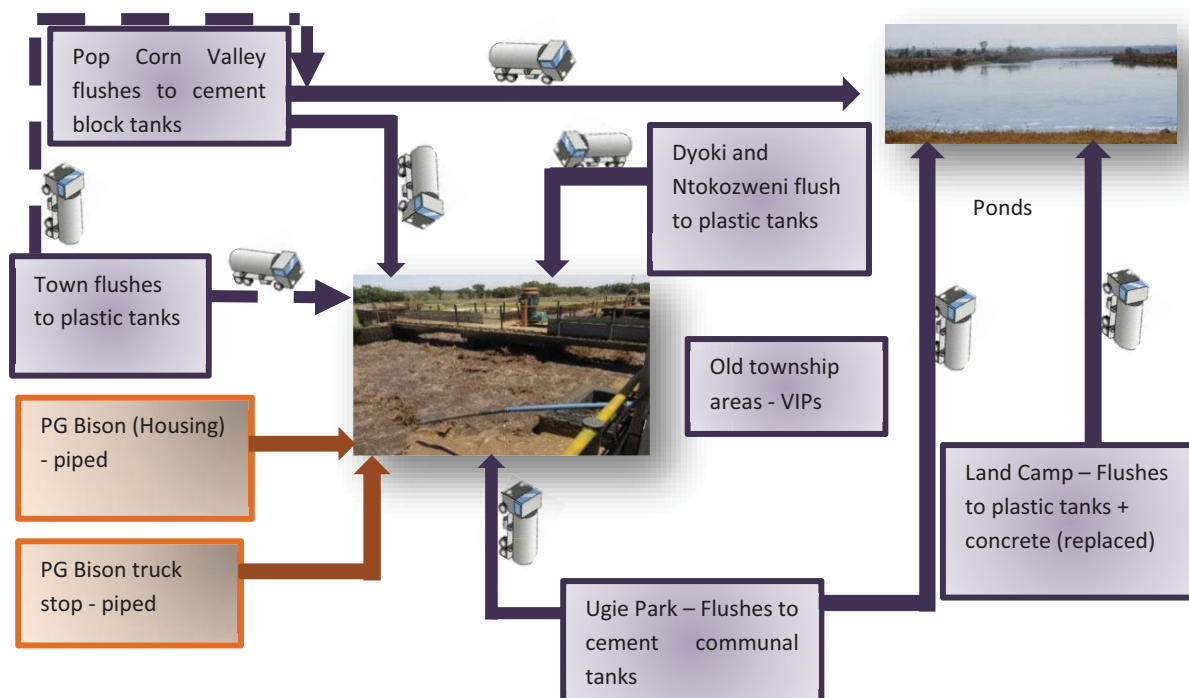 Pop Corn Valley
flushes to cement
block tanks
Dyoki and
Ntokozweni flush
to plastic tanks
Ponds
Town flushes
to plastic tanks
Old township
areas - VIPs
PG Bison (Housing)
- piped
Land Camp – Flushes
to plastic tanks +
concrete (replaced)
PG Bison truck
stop - piped
Ugie Park – Flushes to
cement communal
tanks